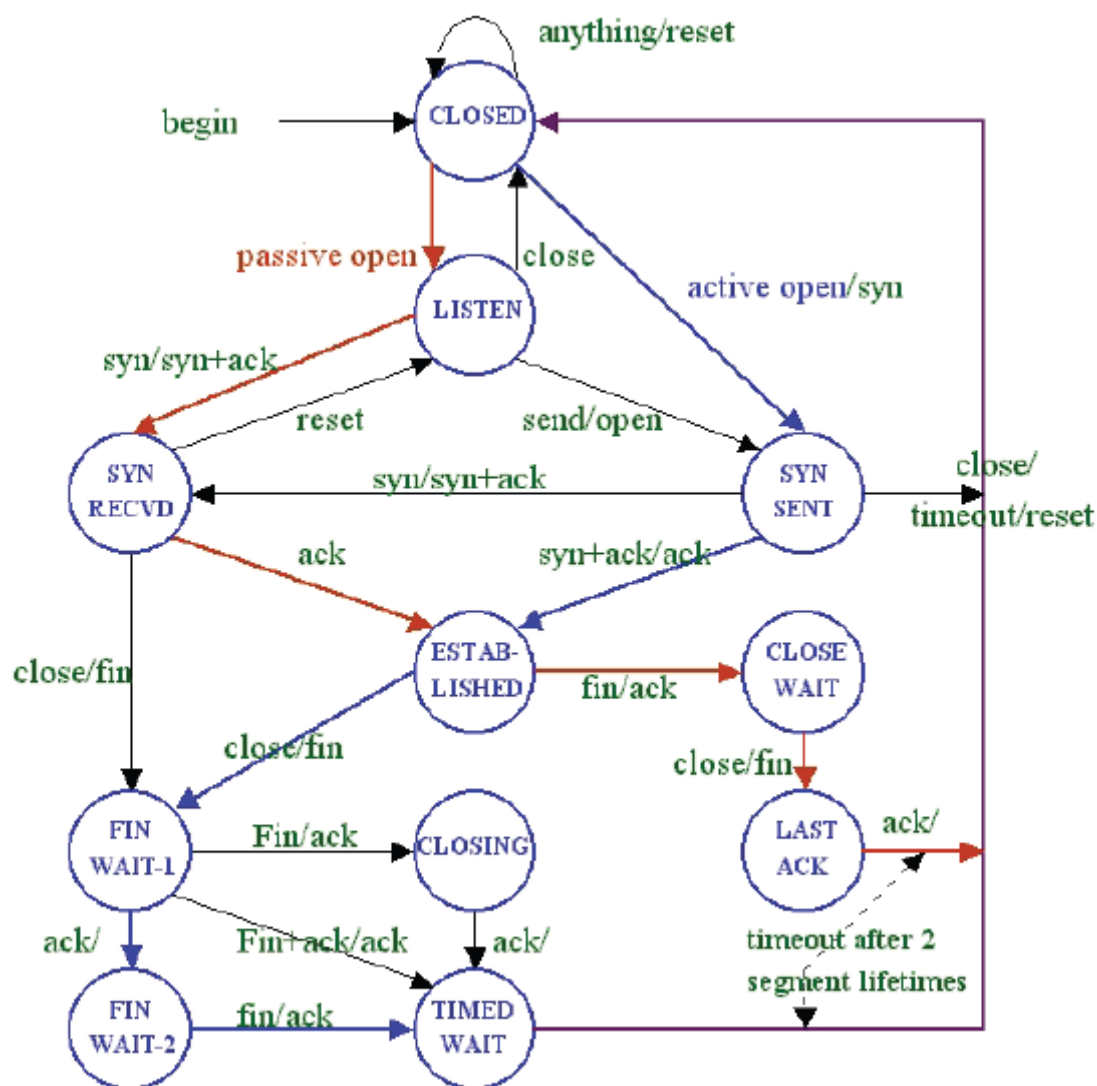 anything/reset
CLOSED
begin
passive open
close
active open/syn
LISTEN
syn/syn+ack
reset
send/open
SYN
RECVD
syn/syn+ack
SYN
SENT
close/
timeout/reset
ack
syn+ack/ack
ESTAB-
LISHED
fin/ack
CLOSE
WAIT
close/fin
close/fin
close/fin
FIN
WAIT-1
Fin/ack
CLOSING
LAST
ACK
ack/
ack/
Fin+ack/ack
ack/
timeout after 2
segment lifetimes
FIN
WAIT-2
fin/ack
TIMED
WAIT